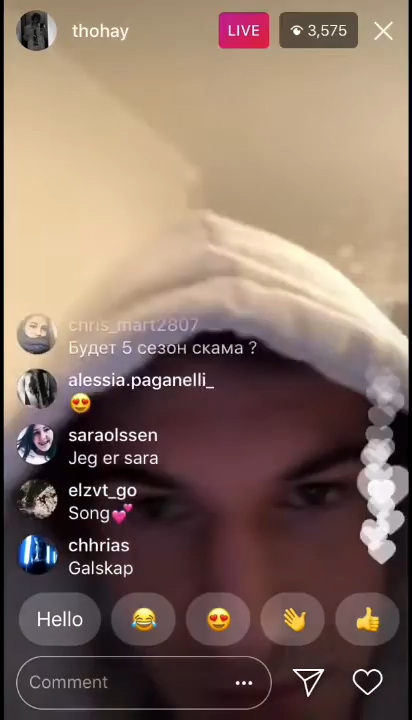 thohay
LIVE 3,575
chris_mart2807
Будет 5 сезон скама ?
alessia.paganelli_
😍
saraolssen
Jeg er sara
elzvt_go
Song💕
chhrias
Galskap
Hello 😂 😍 👋 👍
Comment ...